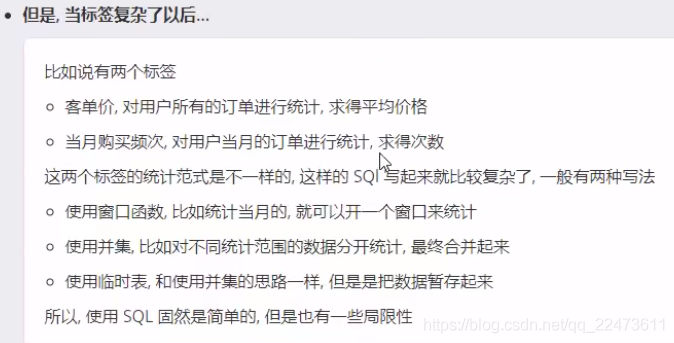 但是, 当标签复杂了以后...
比如说有两个标签
客单价, 对用户所有的订单进行统计, 求得平均价格
当月购买频次, 对用户当月的订单进行统计, 求得次数
这两个标签的统计范式是不一样的, 这样的 SQl 写起来就比较复杂了, 一般有两种写法
使用窗口函数, 比如统计当月的, 就可以开一个窗口来统计
使用并集, 比如对不同统计范围的数据分开统计, 最终合并起来
使用临时表, 和使用并集的思路一样, 但是是把数据暂存起来
所以, 使用 SQL 固然是简单的, 但是也有一些局限性
https://blog.csdn.net/qq_22473611